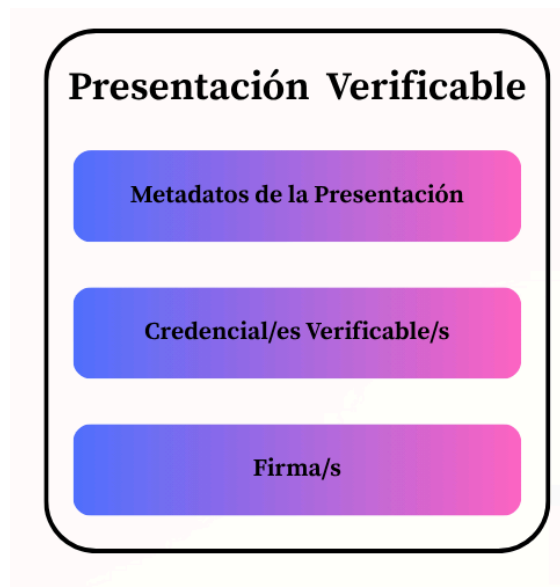 Presentación Verificable
Metadatos de la Presentación
Credencial/es Verificable/s
Firma/s